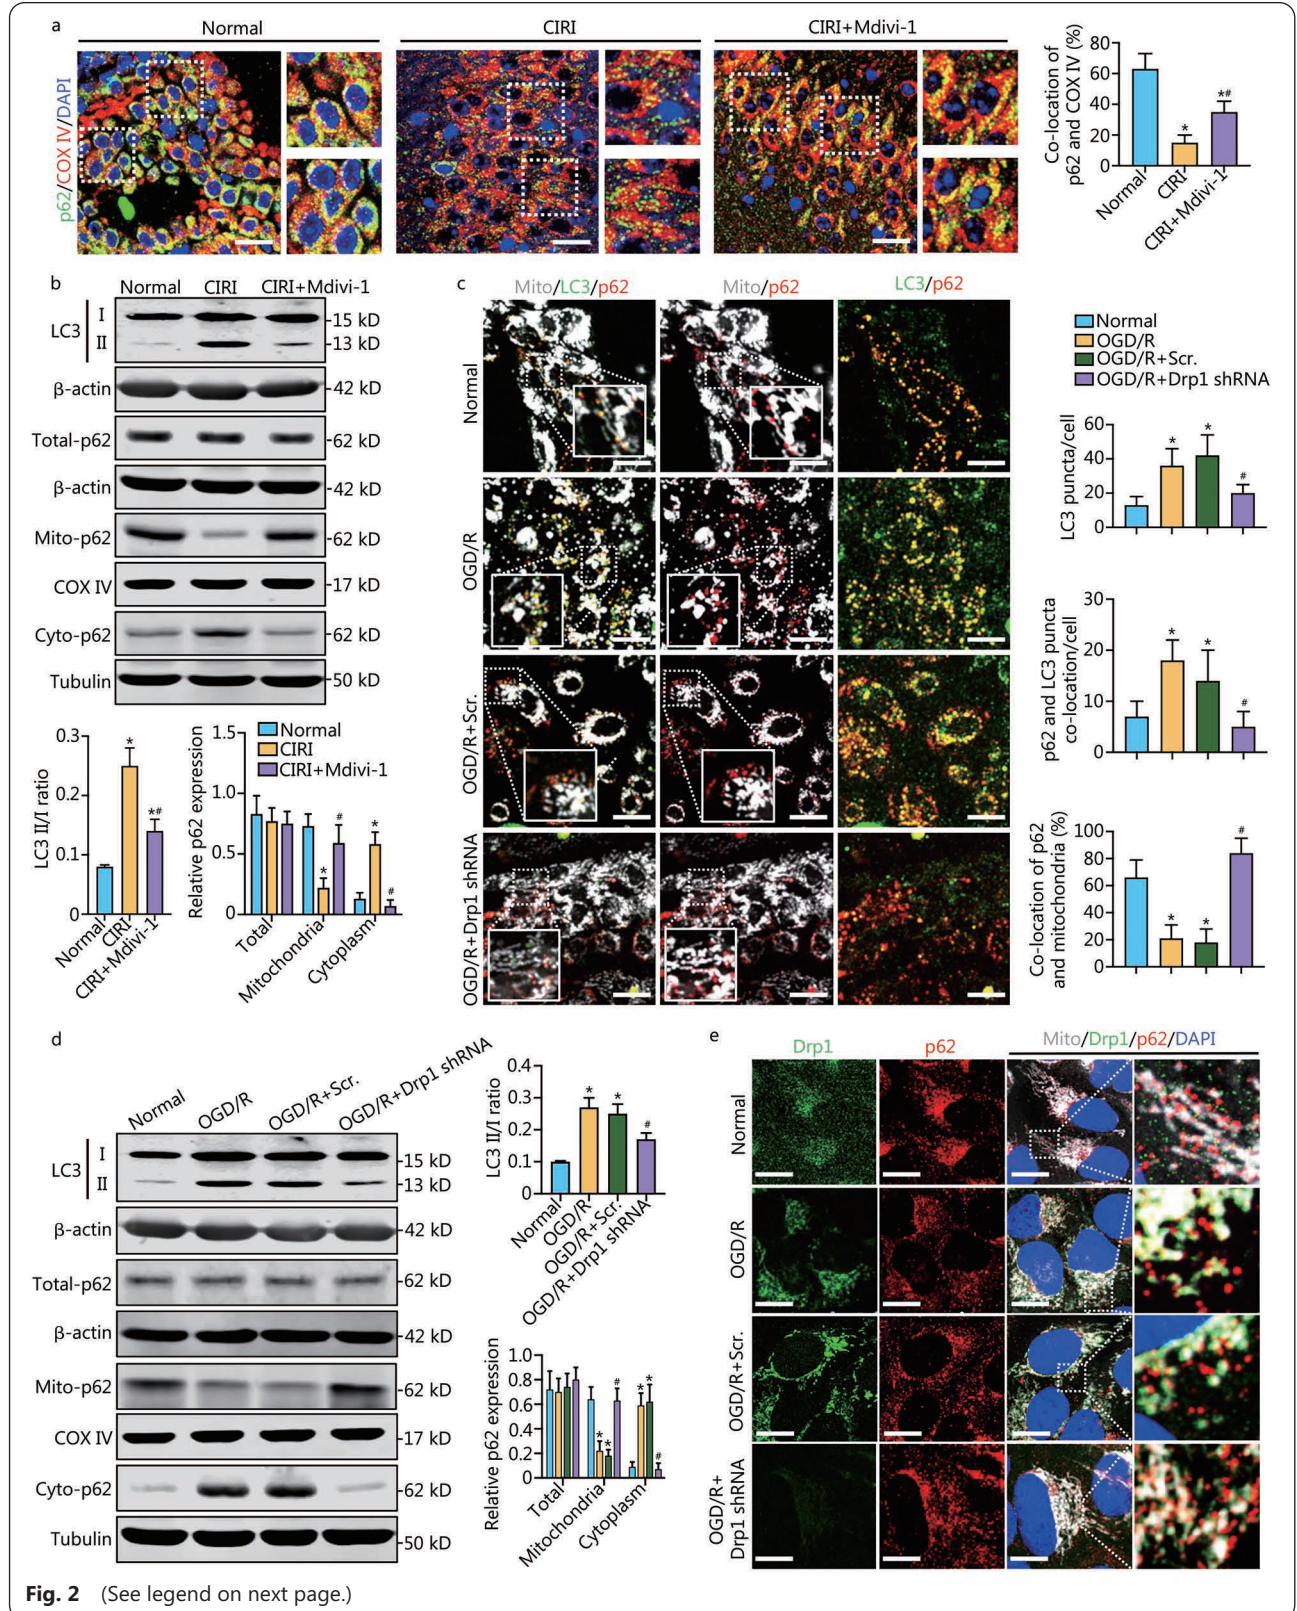 a
Normal
CIRI
CIRI+Mdivi-1
p62/COX IV/DAPI
Co-location of
p62 and COX IV (%)
80
60
40
20
0
*
*#
Normal
CIRI
CIRI+Mdivi-1
b
Normal CIRI CIRI+Mdivi-1
LC3
I
II
15 kD
13 kD
β-actin
42 kD
Total-p62
62 kD
β-actin
42 kD
Mito-p62
62 kD
COX IV
17 kD
Cyto-p62
62 kD
Tubulin
50 kD
LC3 II/I ratio
0.3
0.2
0.1
0
*
*#
Normal
CIRI
CIRI+Mdivi-1
Relative p62 expression
1.5
1.0
0.5
0
Normal
CIRI
CIRI+Mdivi-1
*
#
*
#
Total
Mitochondria
Cytoplasm
c
Mito/LC3/p62
Mito/p62
LC3/p62
Normal
OGD/R
OGD/R+Scr.
OGD/R+Drp1 shRNA
Normal
OGD/R
OGD/R+Scr.
OGD/R+Drp1 shRNA
LC3 puncta/cell
60
40
20
0
*
*
#
p62 and LC3 puncta
co-location/cell
30
20
10
0
*
*
#
Co-location of p62
and mitochondria (%)
100
80
60
40
20
0
*
*
#
d
Normal
OGD/R
OGD/R+Scr.
OGD/R+Drp1 shRNA
LC3
I
II
15 kD
13 kD
β-actin
42 kD
Total-p62
62 kD
β-actin
42 kD
Mito-p62
62 kD
COX IV
17 kD
Cyto-p62
62 kD
Tubulin
50 kD
LC3 II/I ratio
0.4
0.3
0.2
0.1
0
*
*
#
Normal
OGD/R
OGD/R+Scr.
OGD/R+Drp1 shRNA
Relative p62 expression
1.0
0.8
0.6
0.4
0.2
0
*
*
#
*
*
#
Total
Mitochondria
Cytoplasm
e
Drp1
p62
Mito/Drp1/p62/DAPI
Normal
OGD/R
OGD/R+Scr.
OGD/R+
Drp1 shRNA
Fig. 2 (See legend on next page.)